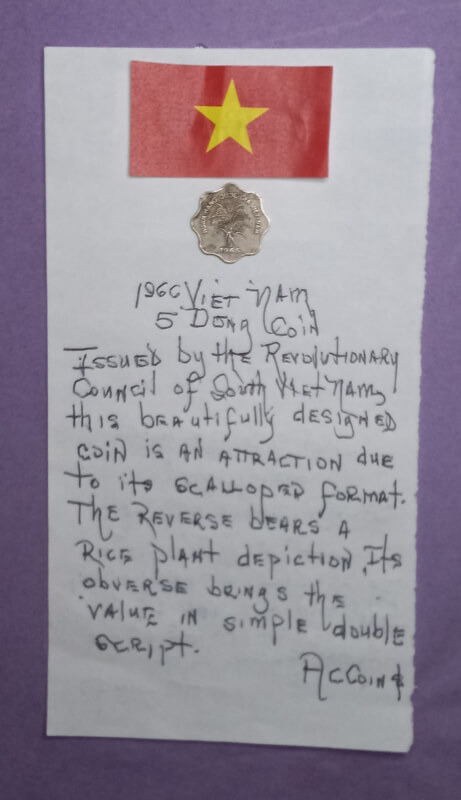 1966 VIET NAM
5 DONG COIN
ISSUED by the REVOLUTIONARY
COUNCIL of South VIET NAM,
this bEAUtifully dESIGNED
COIN is AN ATTRACTION due
to its SCALLOPED format.
The REVERSE bEARS A
RICE plANT dEpictioN. Its
obverse brings the
VALUE IN simple double
SCRIPT.
ACCOIN